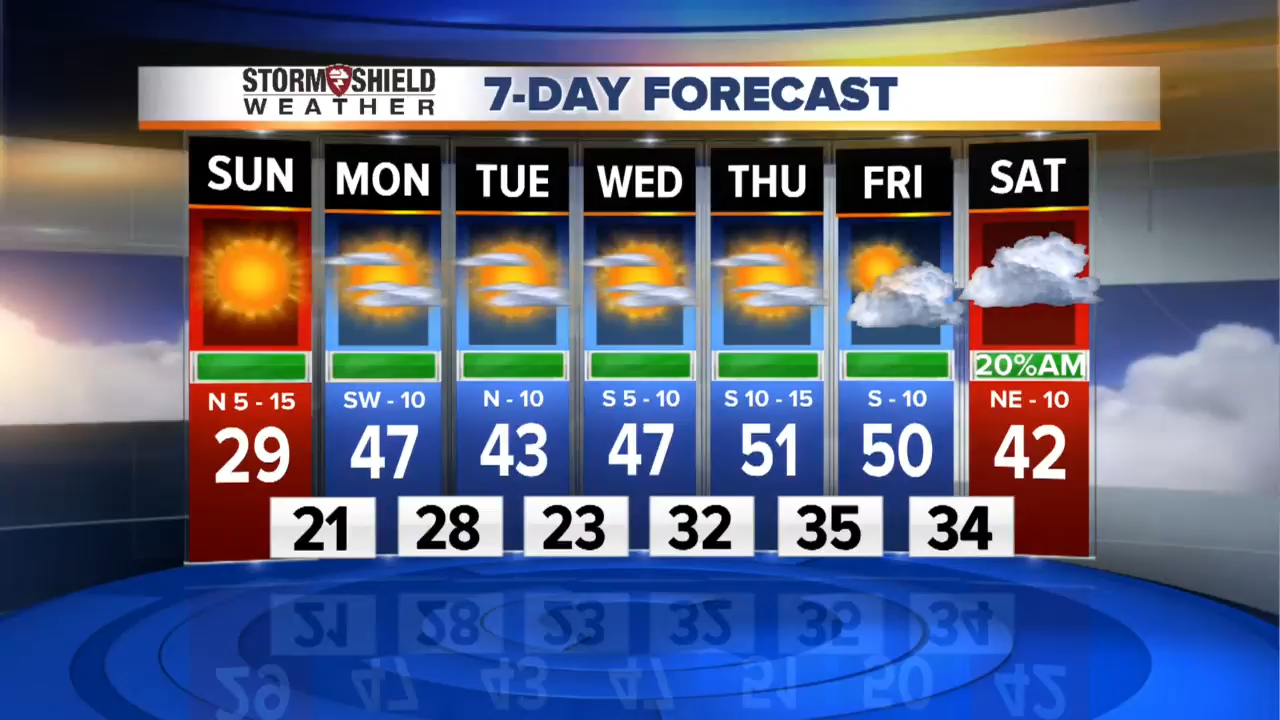 STORM SHIELD
WEATHER
7-DAY FORECAST
SUN MON TUE WED THU FRI SAT
20%AM
N 5 - 15 SW - 10 N - 10 S 5 - 10 S 10 - 15 S - 10 NE - 10
29 47 43 47 51 50 42
21 28 23 32 35 34